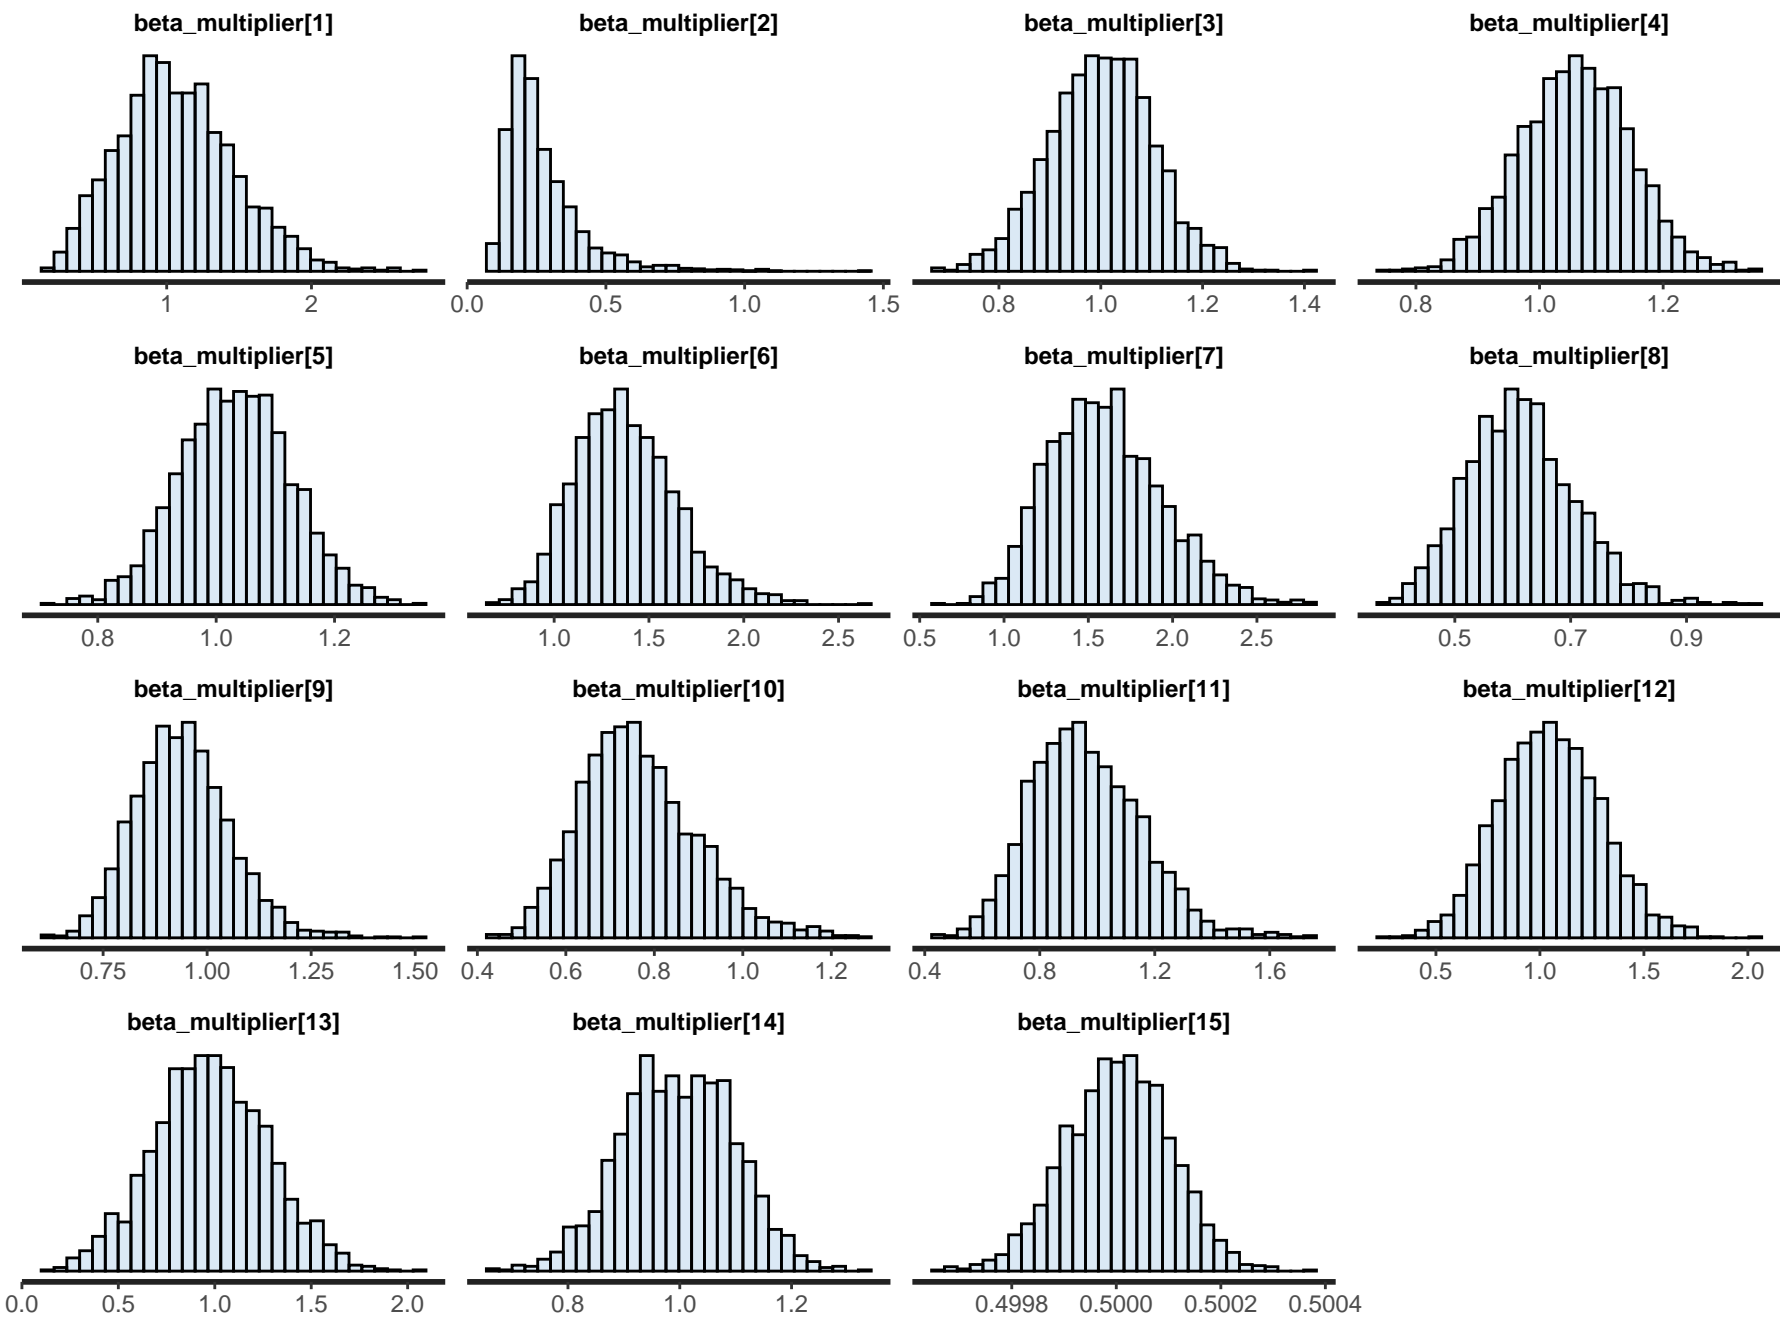 beta_multiplier[1] beta_multiplier[2] beta_multiplier[3] beta_multiplier[4]
1 2 0.0 0.5 1.0 1.5 0.8 1.0 1.2 1.4 0.8 1.0 1.2
beta_multiplier[5] beta_multiplier[6] beta_multiplier[7] beta_multiplier[8]
0.8 1.0 1.2 1.0 1.5 2.0 2.5 0.5 1.0 1.5 2.0 2.5 0.5 0.7 0.9
beta_multiplier[9] beta_multiplier[10] beta_multiplier[11] beta_multiplier[12]
0.75 1.00 1.25 1.50 0.4 0.6 0.8 1.0 1.2 0.4 0.8 1.2 1.6 0.5 1.0 1.5 2.0
beta_multiplier[13] beta_multiplier[14] beta_multiplier[15]
0.0 0.5 1.0 1.5 2.0 0.8 1.0 1.2 0.4998 0.5000 0.5002 0.5004